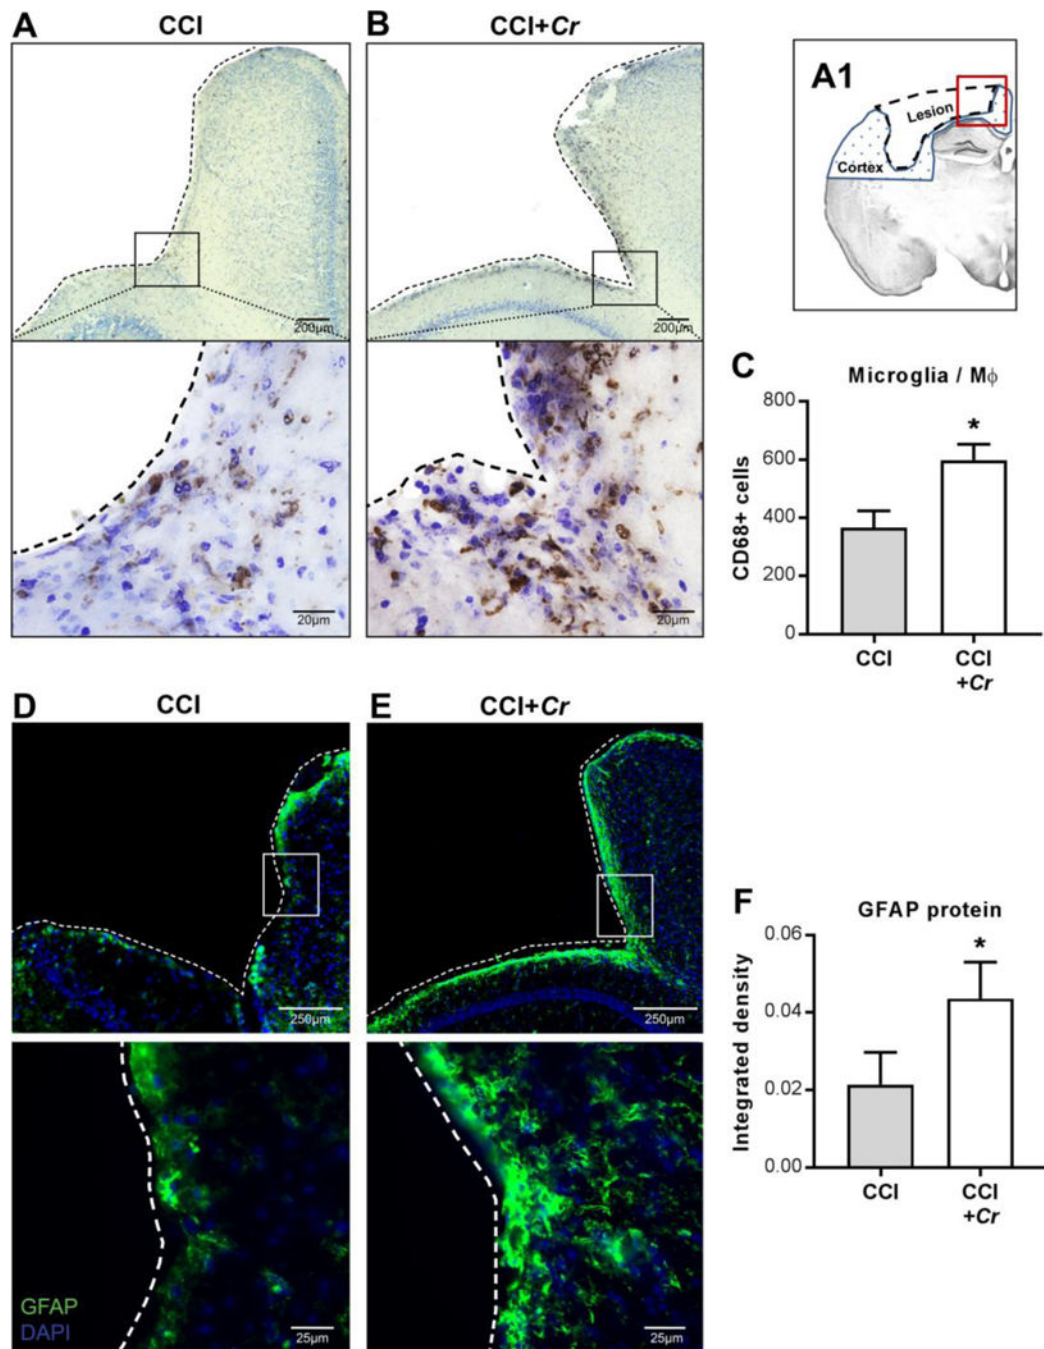 A
CCI
200µm
20µm
B
CCI+Cr
200µm
20µm
A1
Lesion
Cortex
C
Microglia / Mϕ
CD68+ cells
800
600
400
200
0
*
CCI
CCI
+Cr
D
CCI
250µm
GFAP
DAPI
25µm
E
CCI+Cr
250µm
25µm
F
GFAP protein
Integrated density
0.06
0.04
0.02
0.00
*
CCI
CCI
+Cr